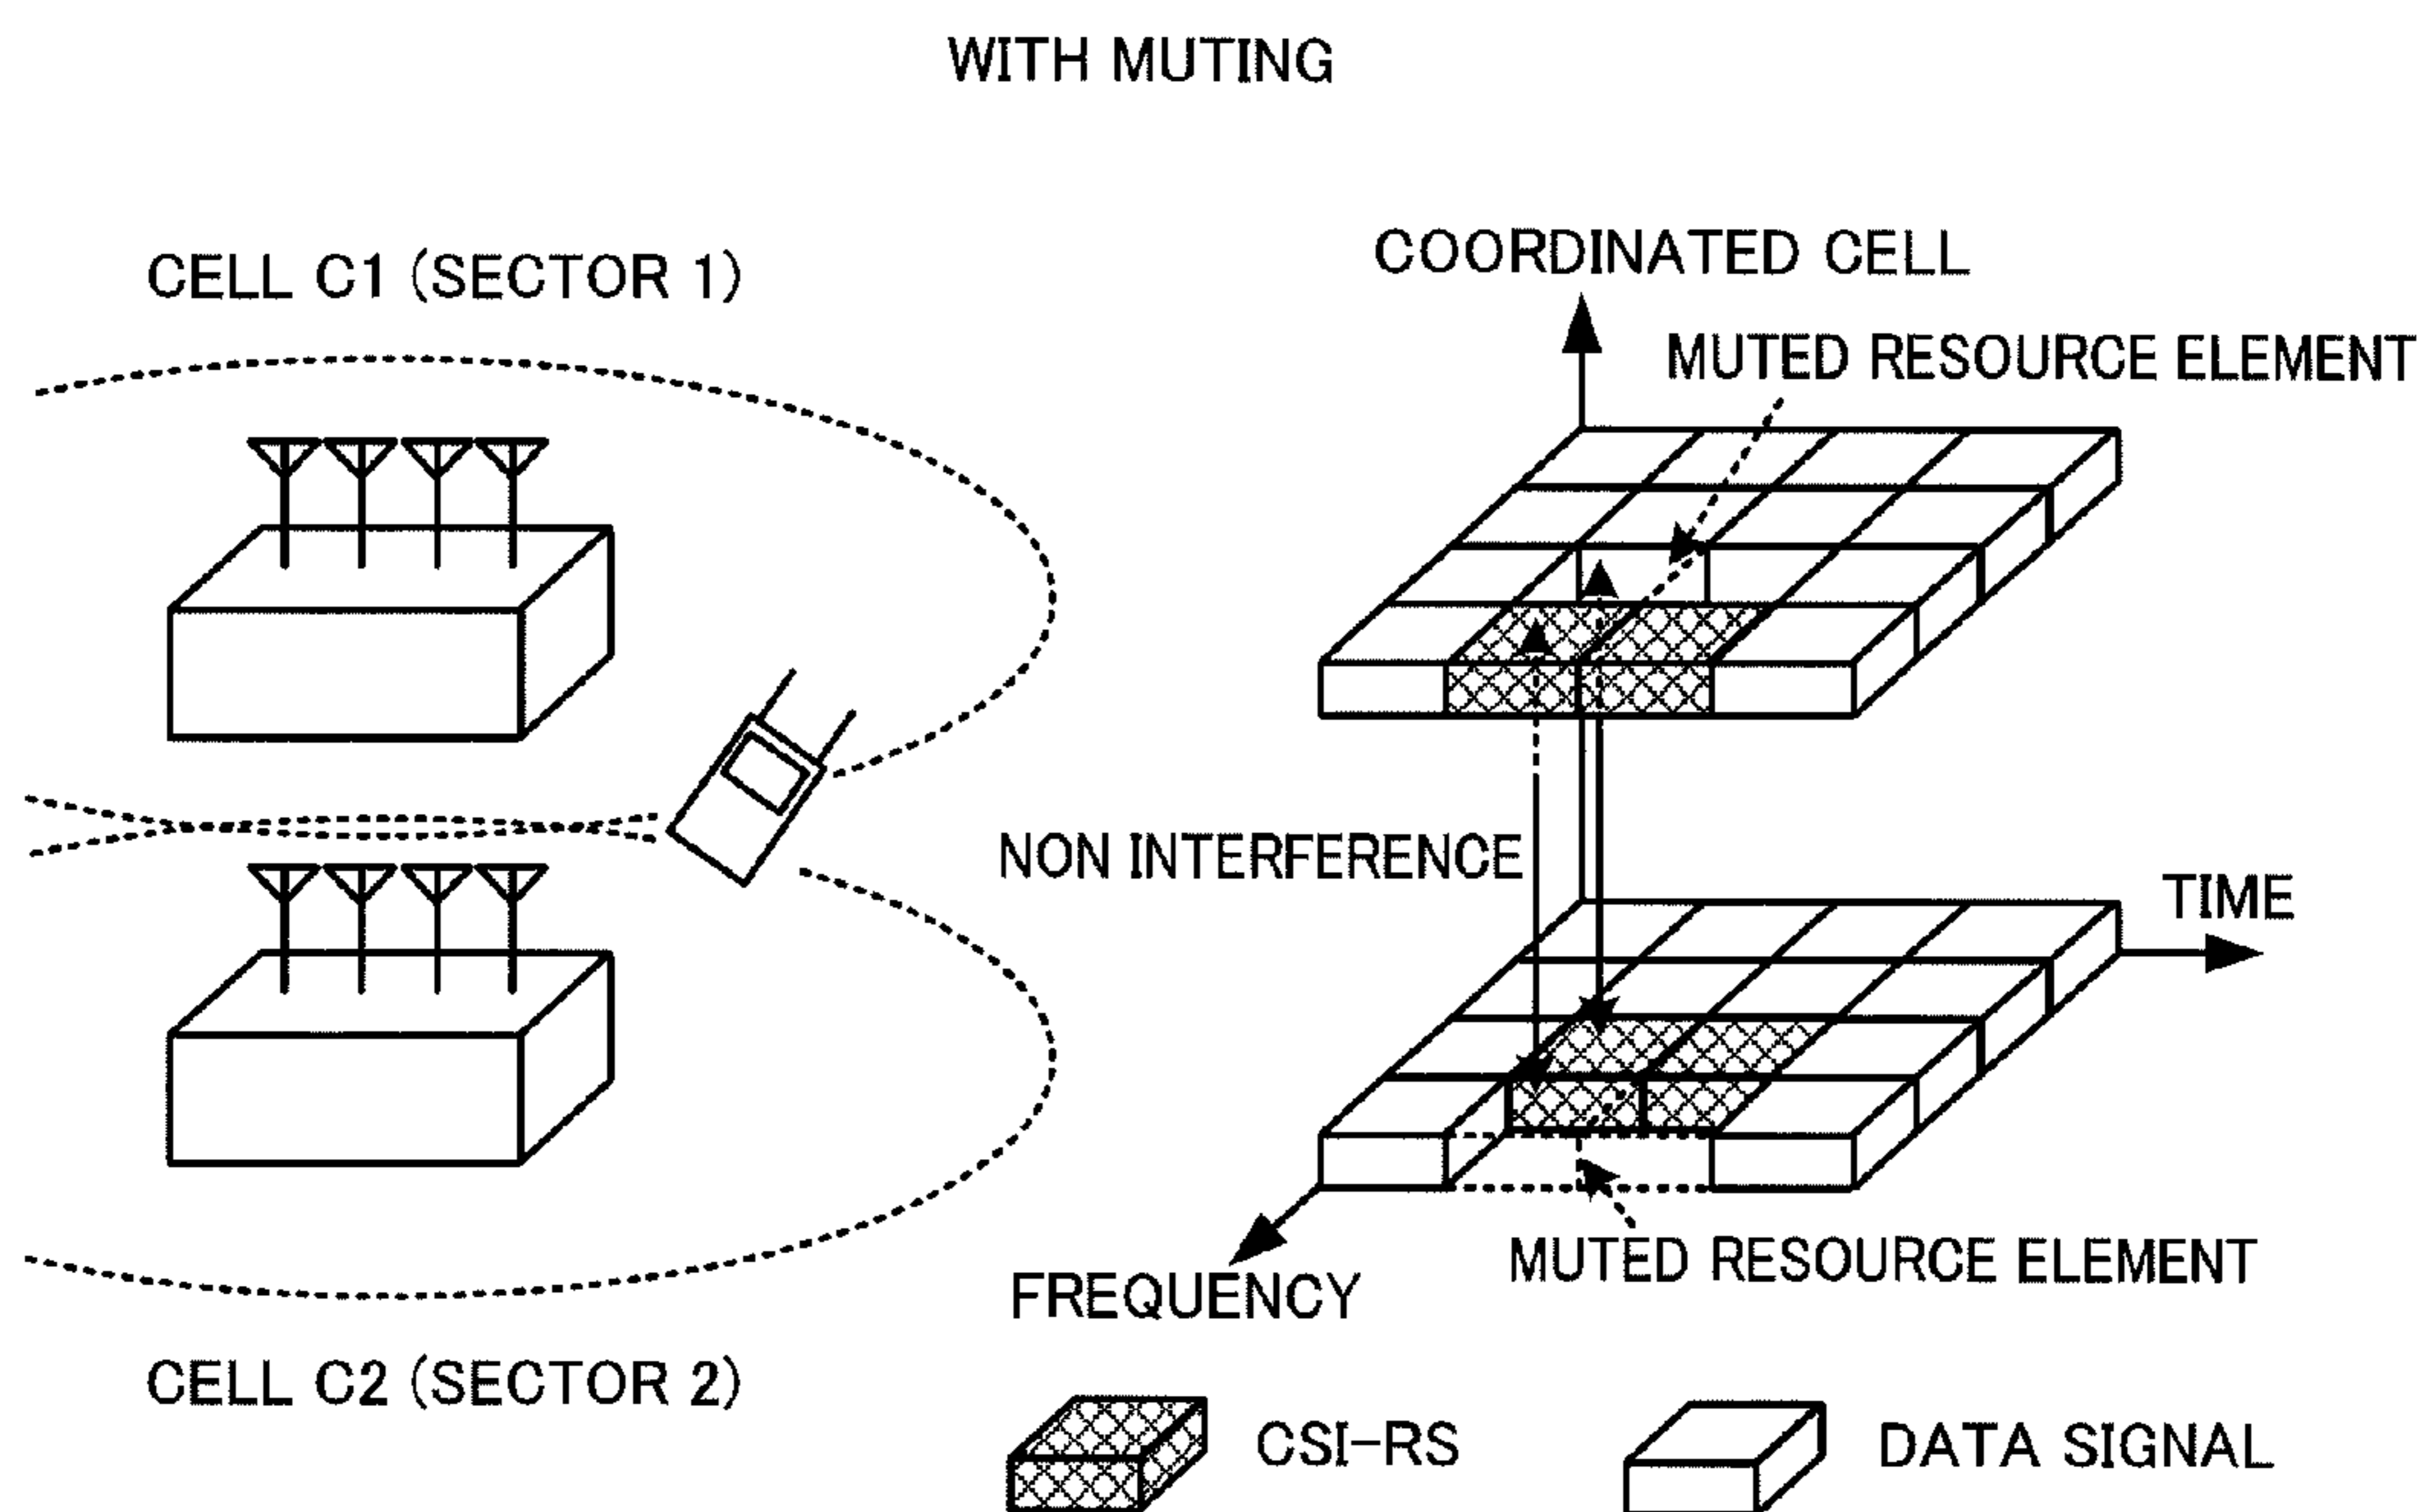 WITH MUTING
CELL C1 (SECTOR 1)
COORDINATED CELL
MUTED RESOURCE ELEMENT
NON INTERFERENCE
TIME
MUTED RESOURCE ELEMENT
FREQUENCY
CELL C2 (SECTOR 2)
CSI-RS
DATA SIGNAL